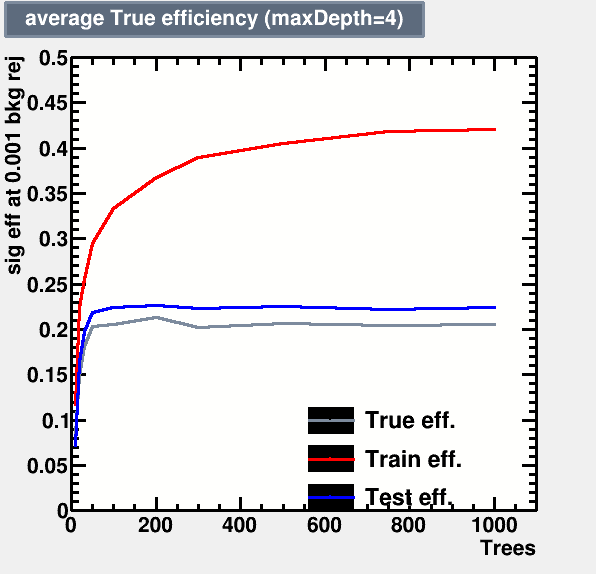 average True efficiency (maxDepth=4)
sig eff at 0.001 bkg rej
0.5
0.45
0.4
0.35
0.3
0.25
0.2
0.15
0.1
0.05
0
True eff.
Train eff.
Test eff.
0 200 400 600 800 1000
Trees